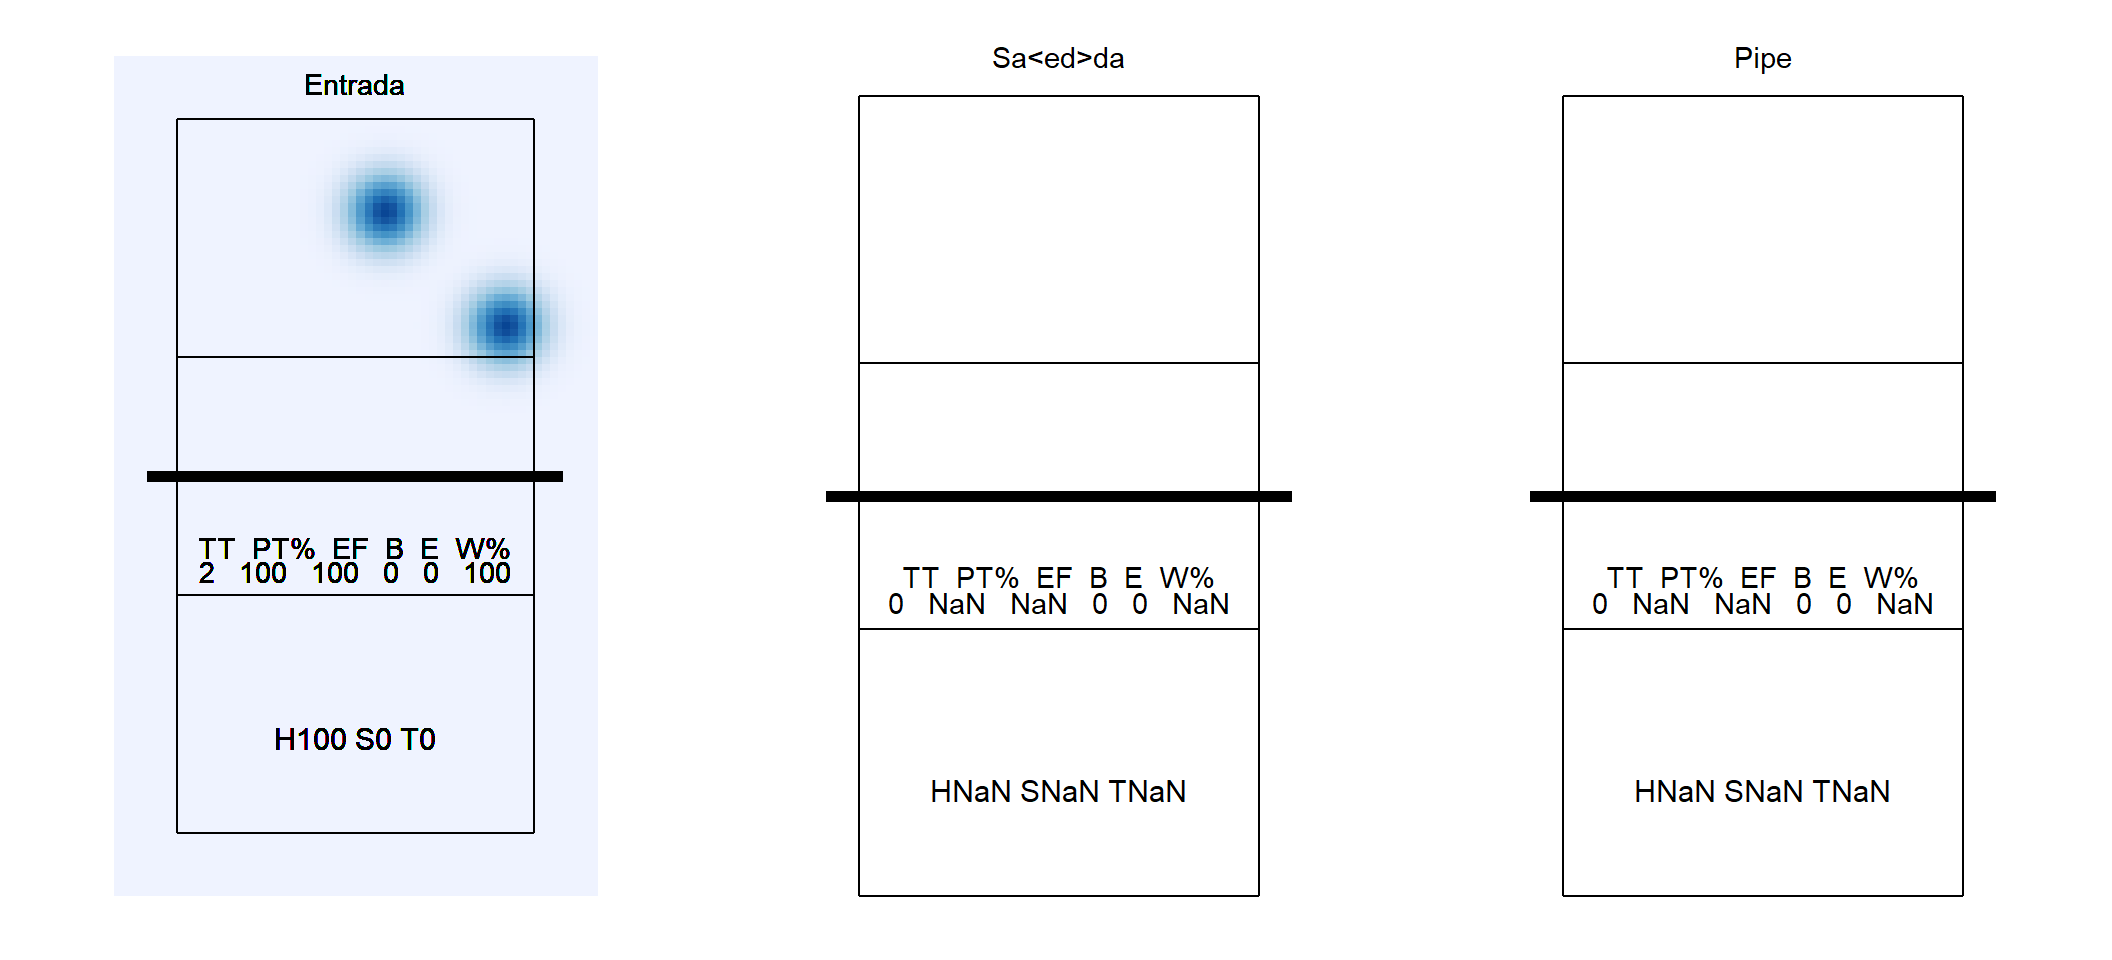 Entrada
TT PT% EF B E W%
2 100 100 0 0 100
H100 S0 T0
Sa<ed>da
TT PT% EF B E W%
0 NaN NaN 0 0 NaN
HNaN SNaN TNaN
Pipe
TT PT% EF B E W%
0 NaN NaN 0 0 NaN
HNaN SNaN TNaN